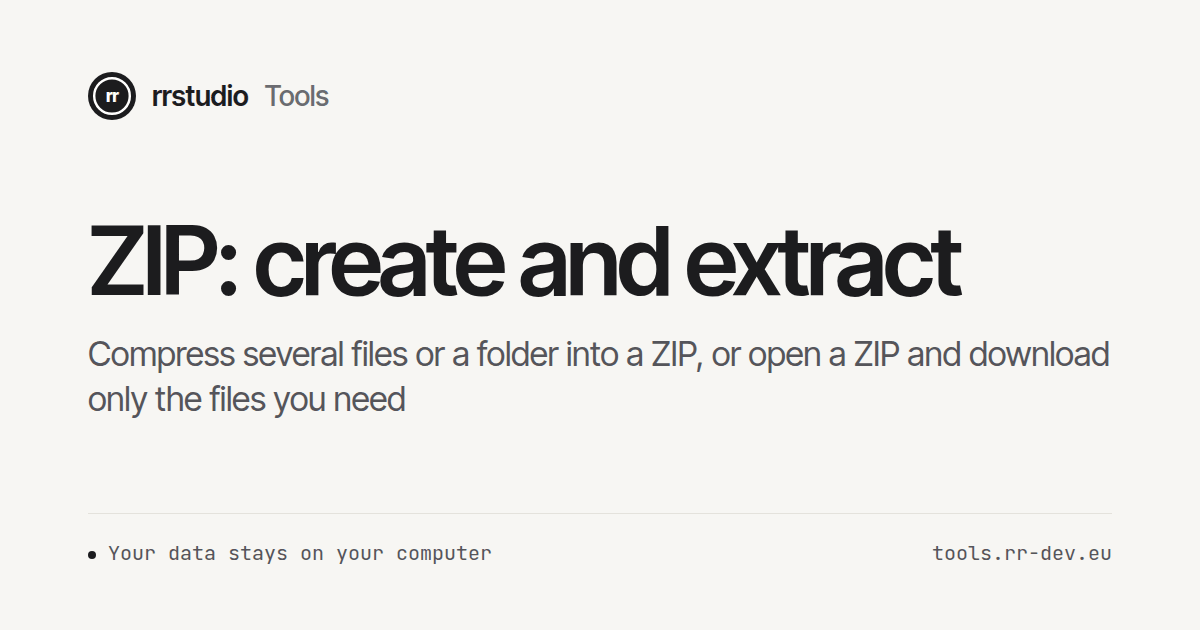 rr
rrstudio Tools
ZIP: create and extract
Compress several files or a folder into a ZIP, or open a ZIP and download
only the files you need
Your data stays on your computer
tools.rr-dev.eu